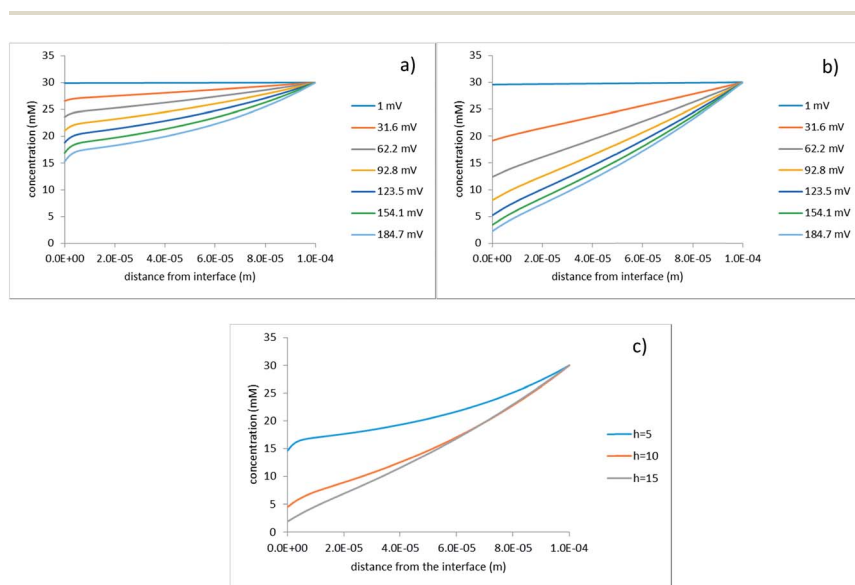 a)
35
30
25
20
15
10
5
0
concentration (mM)
0.0E+00 2.0E-05 4.0E-05 6.0E-05 8.0E-05 1.0E-04
distance from interface (m)
1 mV
31.6 mV
62.2 mV
92.8 mV
123.5 mV
154.1 mV
184.7 mV
b)
35
30
25
20
15
10
5
0
concentration (mM)
0.0E+00 2.0E-05 4.0E-05 6.0E-05 8.0E-05 1.0E-04
distance from interface (m)
1 mV
31.6 mV
62.2 mV
92.8 mV
123.5 mV
154.1 mV
184.7 mV
c)
35
30
25
20
15
10
5
0
concentration (mM)
0.0E+00 2.0E-05 4.0E-05 6.0E-05 8.0E-05 1.0E-04
distance from the interface (m)
h=5
h=10
h=15